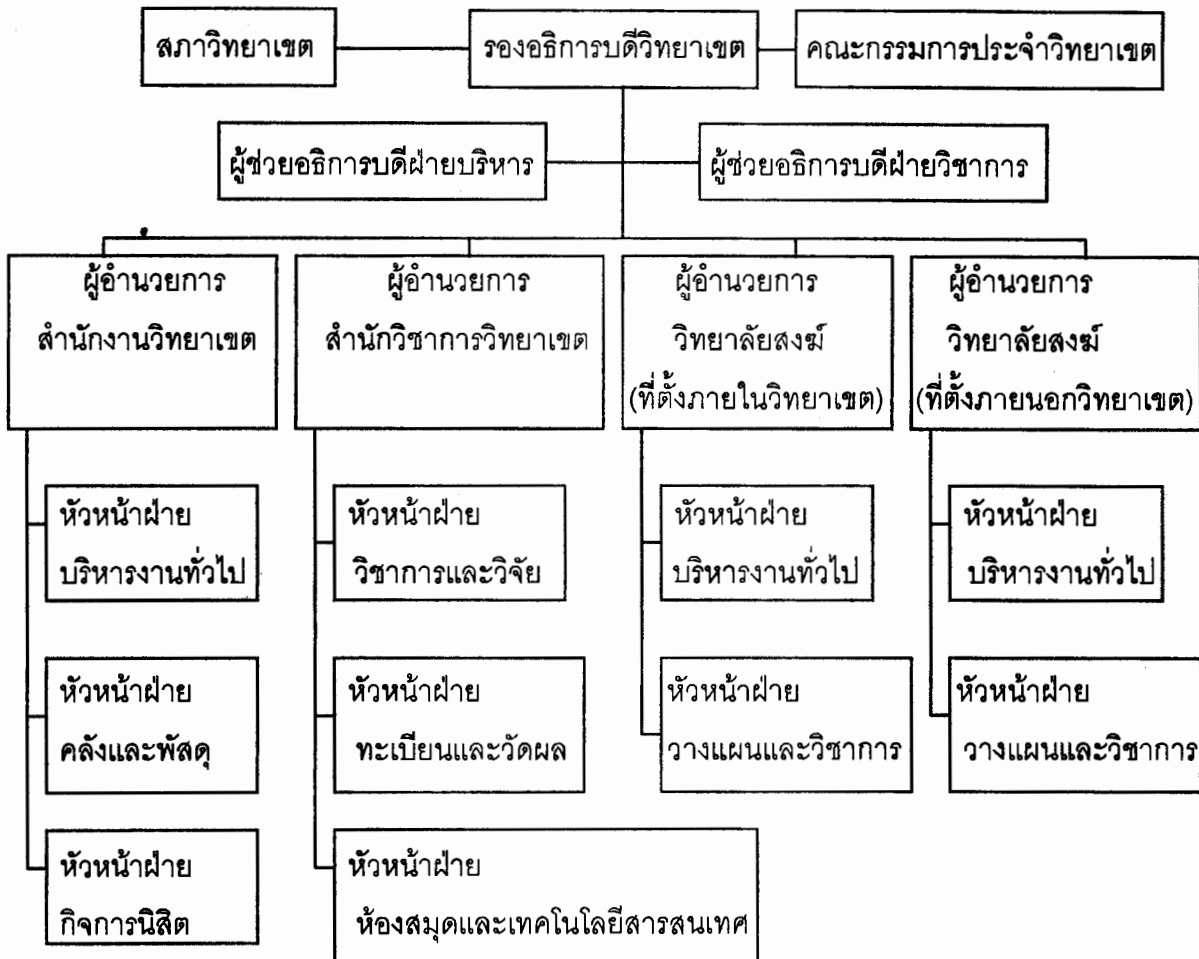 สภาวิทยาเขต
รองอธิการบดีวิทยาเขต
คณะกรรมการประจำวิทยาเขต
ผู้ช่วยอธิการบดีฝ่ายบริหาร
ผู้ช่วยอธิการบดีฝ่ายวิชาการ
ผู้อำนวยการ
สำนักงานวิทยาเขต
ผู้อำนวยการ
สำนักวิชาการวิทยาเขต
ผู้อำนวยการ
วิทยาลัยสงฆ์
(ที่ตั้งภายในวิทยาเขต)
ผู้อำนวยการ
วิทยาลัยสงฆ์
(ที่ตั้งภายนอกวิทยาเขต)
หัวหน้าฝ่าย
บริหารงานทั่วไป
หัวหน้าฝ่าย
คลังและพัสดุ
หัวหน้าฝ่าย
กิจการนิสิต
หัวหน้าฝ่าย
วิชาการและวิจัย
หัวหน้าฝ่าย
ทะเบียนและวัดผล
หัวหน้าฝ่าย
ห้องสมุดและเทคโนโลยีสารสนเทศ
หัวหน้าฝ่าย
บริหารงานทั่วไป
หัวหน้าฝ่าย
วางแผนและวิชาการ
หัวหน้าฝ่าย
บริหารงานทั่วไป
หัวหน้าฝ่าย
วางแผนและวิชาการ